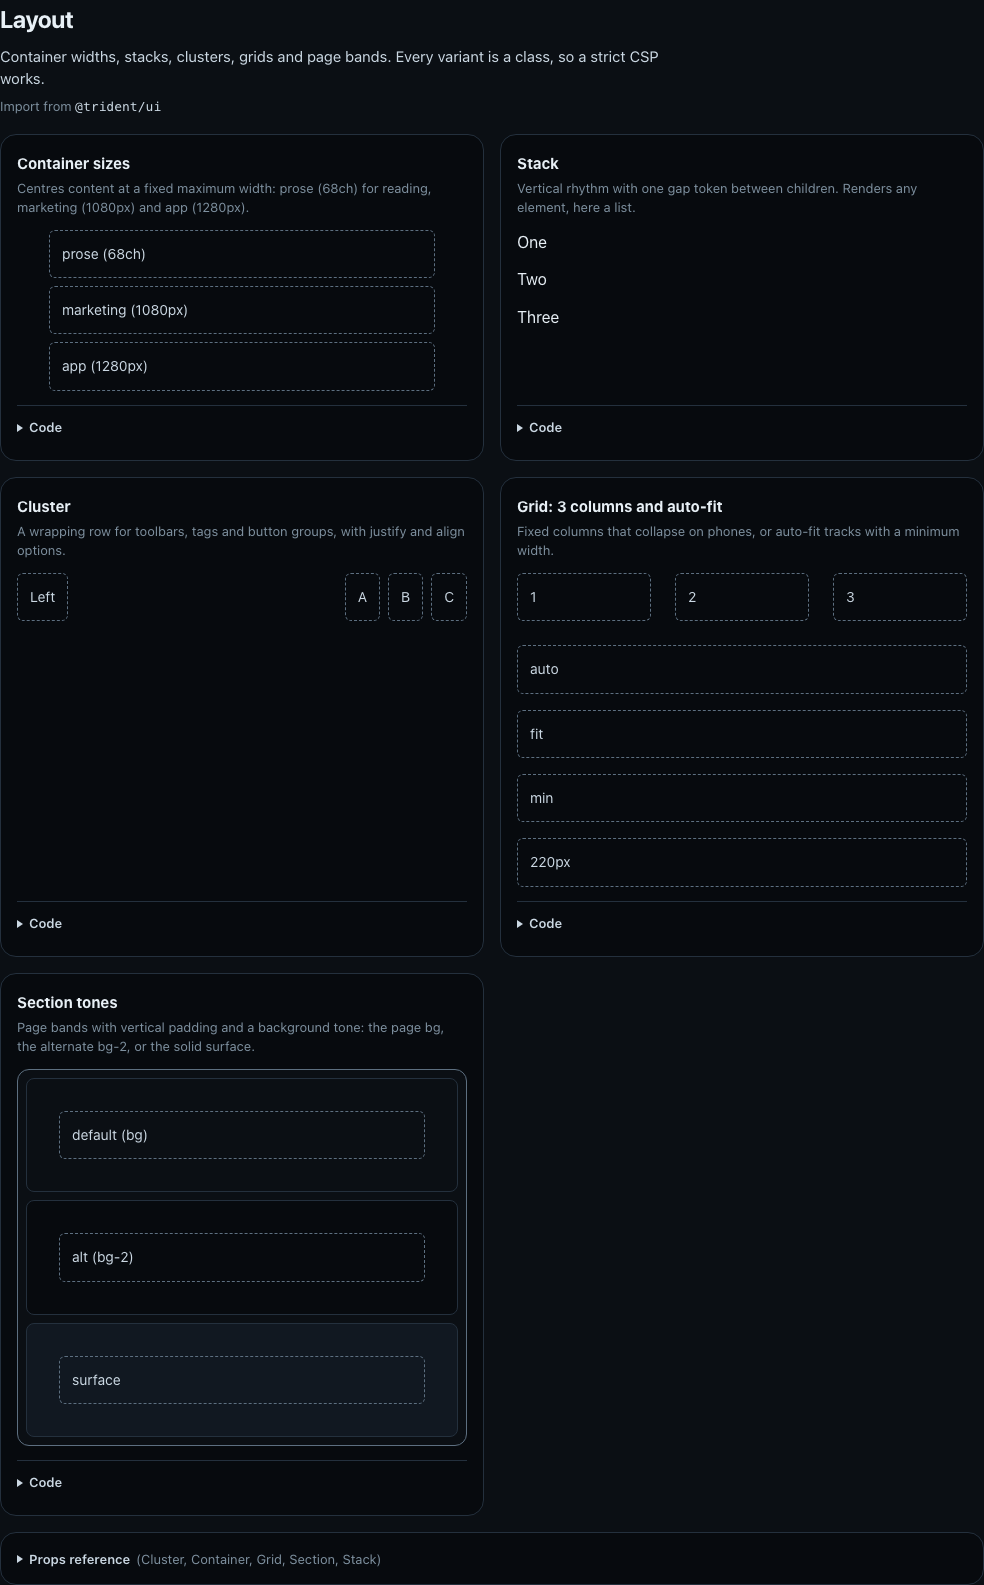 Layout
Container widths, stacks, clusters, grids and page bands. Every variant is a class, so a strict CSP
works.
Import from @trident/ui
Container sizes
Centres content at a fixed maximum width: prose (68ch) for reading,
marketing (1080px) and app (1280px).
prose (68ch)
marketing (1080px)
app (1280px)
Code
Stack
Vertical rhythm with one gap token between children. Renders any
element, here a list.
One
Two
Three
Code
Cluster
A wrapping row for toolbars, tags and button groups, with justify and align
options.
Left A B C
Code
Grid: 3 columns and auto-fit
Fixed columns that collapse on phones, or auto-fit tracks with a minimum
width.
1 2 3
auto
fit
min
220px
Code
Section tones
Page bands with vertical padding and a background tone: the page bg,
the alternate bg-2, or the solid surface.
default (bg)
alt (bg-2)
surface
Code
Props reference (Cluster, Container, Grid, Section, Stack)